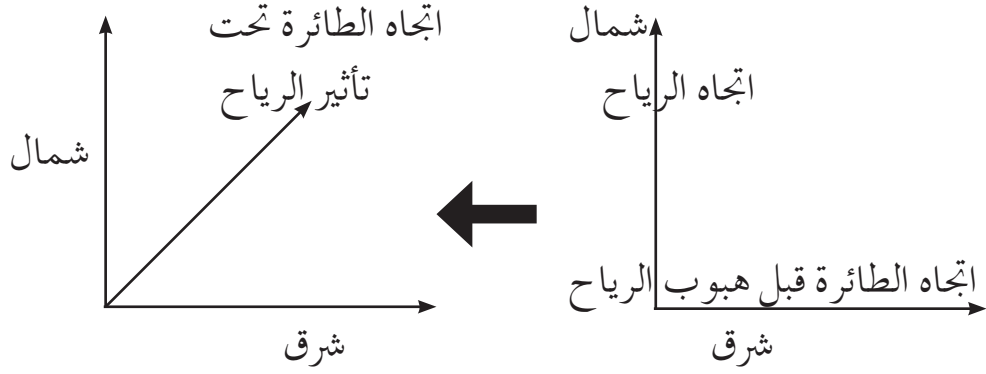 شمال
اتجاه الرياح
اتجاه الطائرة قبل هبوب الرياح
شرق
اتجاه الطائرة تحت
تأثير الرياح
شمال
شرق